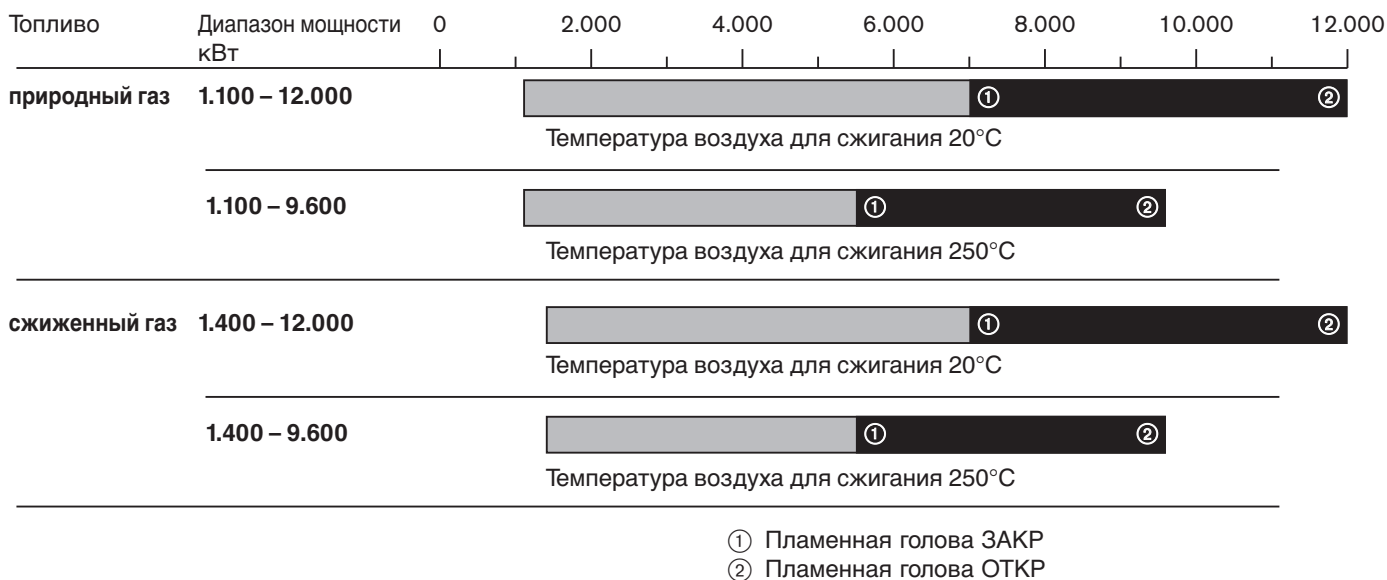 Топливо Диапазон мощности 0 2.000 4.000 6.000 8.000 10.000 12.000
кВт
природный газ 1.100 – 12.000 ① ②
Температура воздуха для сжигания 20°C
1.100 – 9.600 ① ②
Температура воздуха для сжигания 250°C
сжиженный газ 1.400 – 12.000 ① ②
Температура воздуха для сжигания 20°C
1.400 – 9.600 ① ②
Температура воздуха для сжигания 250°C
① Пламенная голова ЗАКР
② Пламенная голова ОТКР